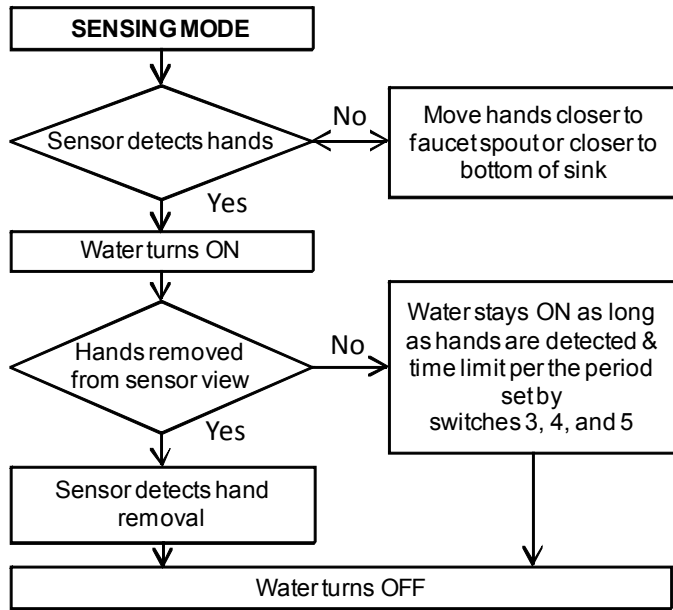 SENSING MODE
Sensor detects hands
No
Move hands closer to
faucet spout or closer to
bottom of sink
Yes
Water turns ON
Hands removed
from sensor view
No
Water stays ON as long
as hands are detected &
time limit per the period
set by
switches 3, 4, and 5
Yes
Sensor detects hand
removal
Water turns OFF